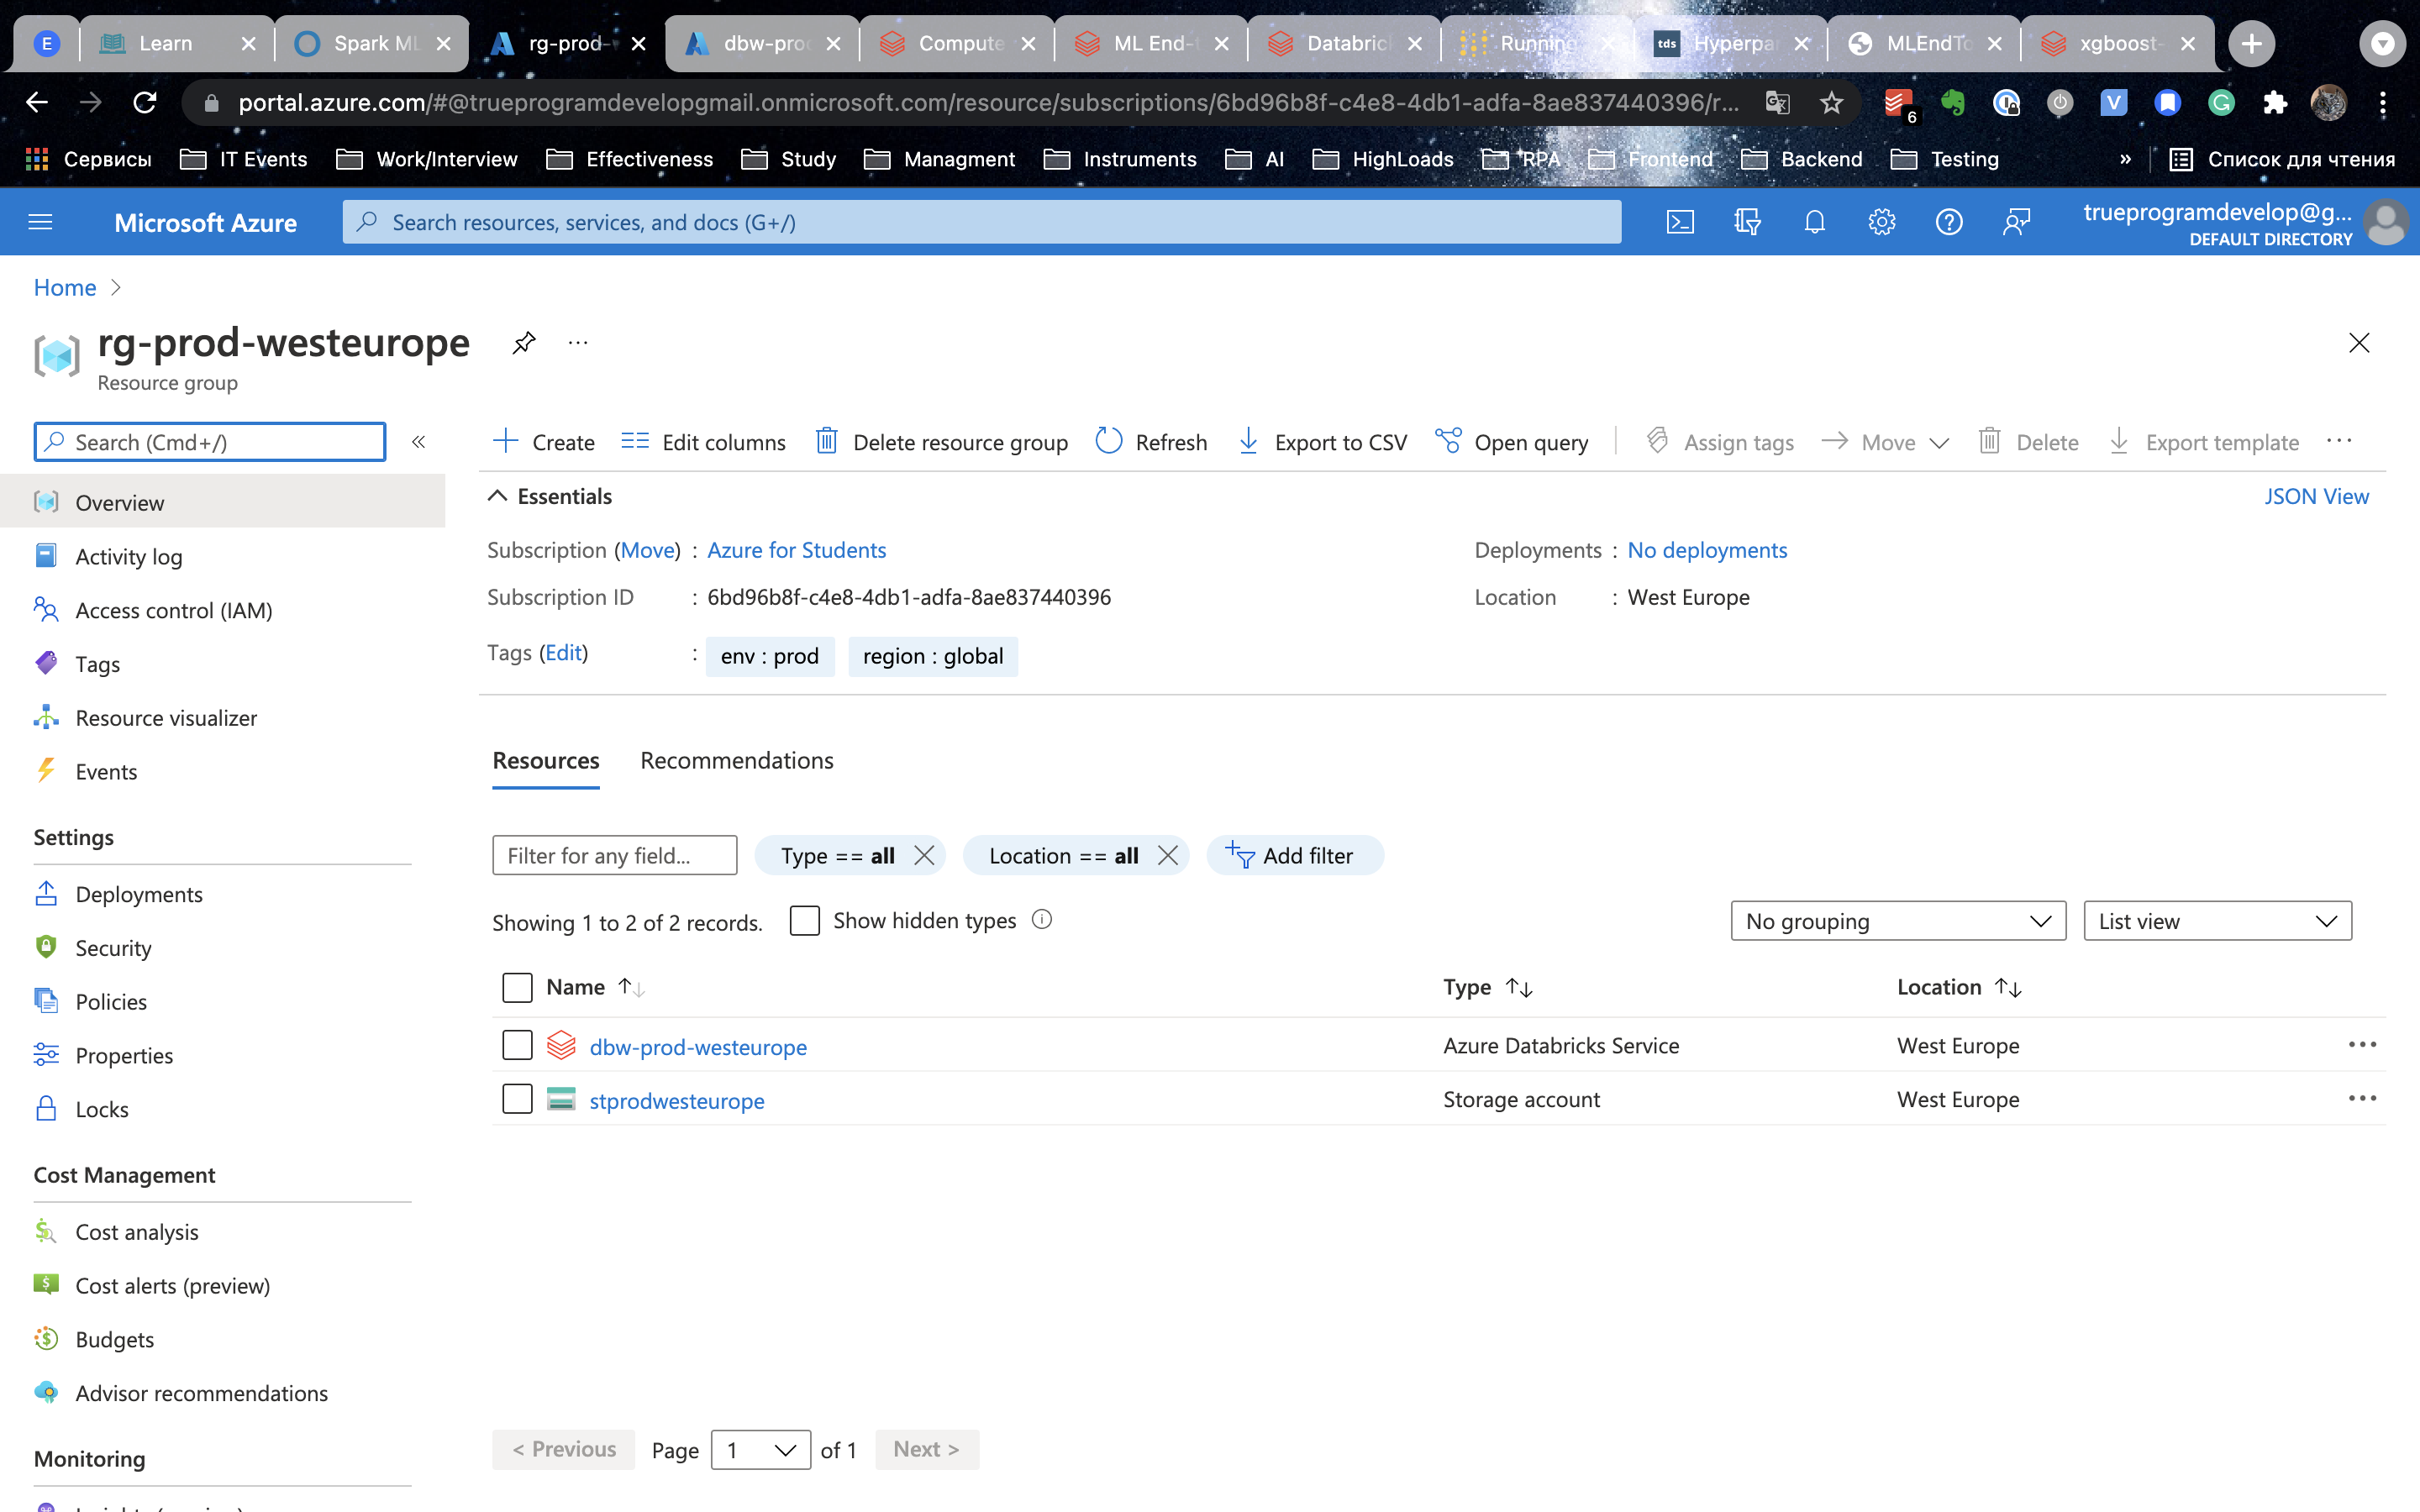 E
Learn
Spark ML
rg-prod-
dbw-prod
Compute
ML End-
Databric
Running
tds
Hyperpa
MLEndTo
xgboost-
portal.azure.com/#@trueprogramdevelopgmail.onmicrosoft.com/resource/subscriptions/6bd96b8f-c4e8-4db1-adfa-8ae837440396/r...
6
V
G
Сервисы
IT Events
Work/Interview
Effectiveness
Study
Managment
Instruments
AI
HighLoads
RPA
Frontend
Backend
Testing
»
Список для чтения
Microsoft Azure
Search resources, services, and docs (G+/)
trueprogramdevelop@g...
DEFAULT DIRECTORY
Home >
rg-prod-westeurope
Resource group
Search (Cmd+/)
«
Create
Edit columns
Delete resource group
Refresh
Export to CSV
Open query
Assign tags
Move
Delete
Export template
Overview
Activity log
Access control (IAM)
Tags
Resource visualizer
Events
Settings
Deployments
Security
Policies
Properties
Locks
Cost Management
Cost analysis
Cost alerts (preview)
Budgets
Advisor recommendations
Monitoring
Essentials
JSON View
Subscription (Move) : Azure for Students
Deployments : No deployments
Subscription ID : 6bd96b8f-c4e8-4db1-adfa-8ae837440396
Location : West Europe
Tags (Edit) : env : prod region : global
Resources
Recommendations
Filter for any field...
Type == all
Location == all
Add filter
Showing 1 to 2 of 2 records.
Show hidden types
No grouping
List view
Name
Type
Location
dbw-prod-westeurope
Azure Databricks Service
West Europe
stprodwesteurope
Storage account
West Europe
< Previous
Page 1 of 1
Next >